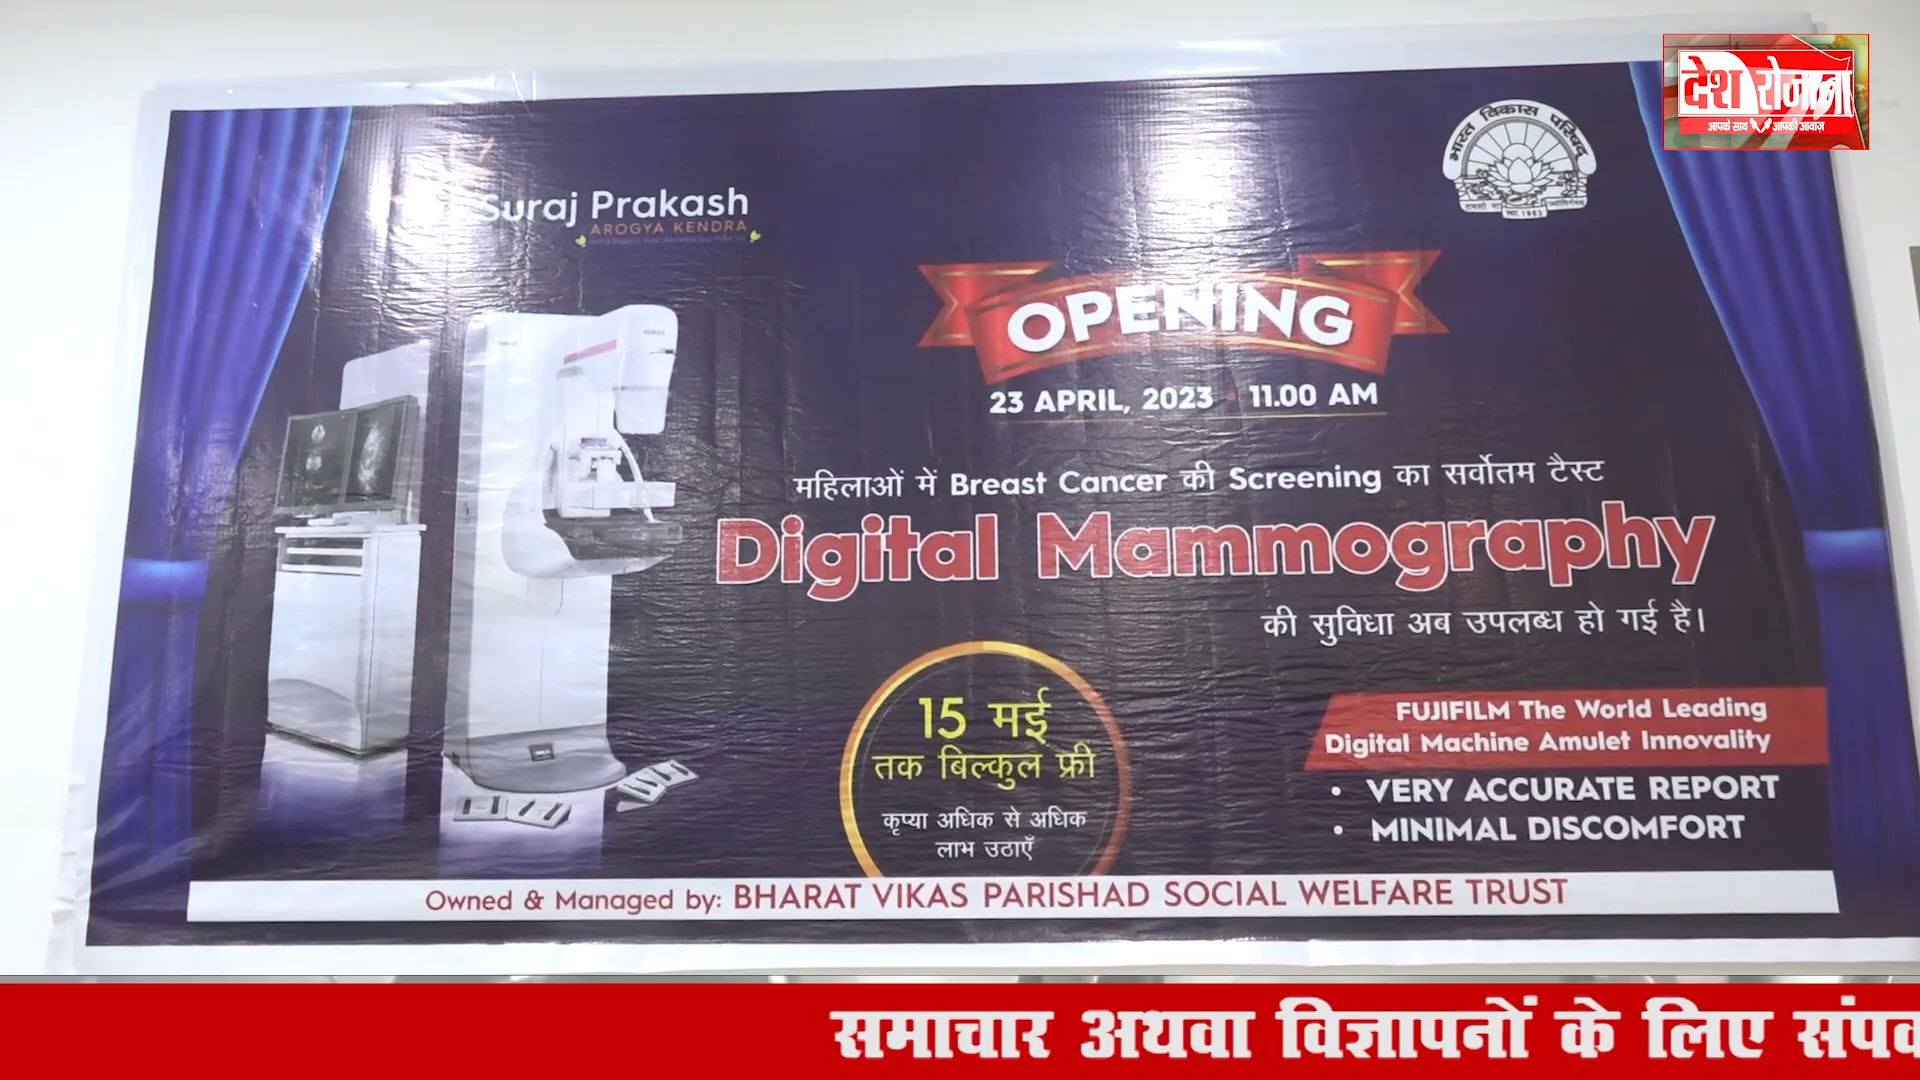 देश रोजाना
आपके साथ आपकी आवाज़
भारत विकास परिषद
Suraj Prakash
AROGYA KENDRA
OPENING
23 APRIL, 2023 11.00 AM
महिलाओं में Breast Cancer की Screening का सर्वोतम टैस्ट
Digital Mammography
की सुविधा अब उपलब्ध हो गई है।
15 मई
तक बिल्कुल फ्री
कृप्या अधिक से अधिक
लाभ उठाएँ
FUJIFILM The World Leading
Digital Machine Amulet Innovality
• VERY ACCURATE REPORT
• MINIMAL DISCOMFORT
Owned & Managed by: BHARAT VIKAS PARISHAD SOCIAL WELFARE TRUST
समाचार अथवा विज्ञापनों के लिए